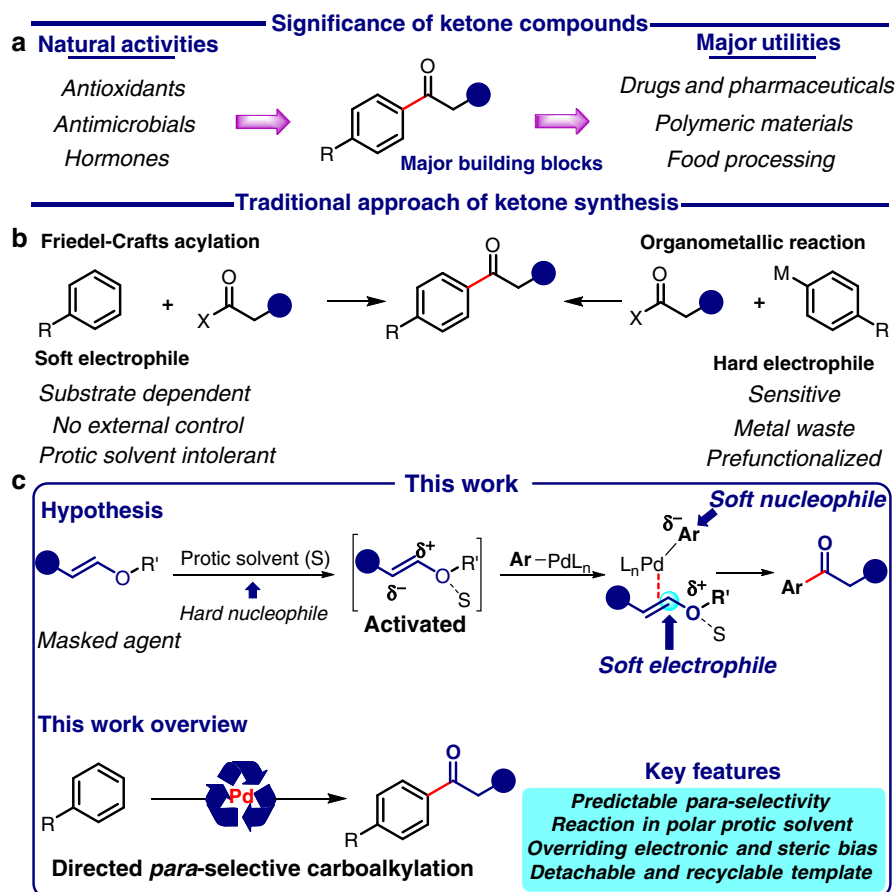 Significance of ketone compounds
a
Natural activities
Antioxidants
Antimicrobials
Hormones
O
R
Major building blocks
Major utilities
Drugs and pharmaceuticals
Polymeric materials
Food processing
Traditional approach of ketone synthesis
b
Friedel-Crafts acylation
R
+
O
X
Soft electrophile
Substrate dependent
No external control
Protic solvent intolerant
O
R
Organometallic reaction
O
X
+
M
R
Hard electrophile
Sensitive
Metal waste
Prefunctionalized
c
This work
Hypothesis
O R'
Masked agent
Protic solvent (S)
Hard nucleophile
δ+
O R'
δ−
S
Activated
Ar–PdLn
Soft nucleophile
δ−
Ar
LnPd
δ+
O R'
S
Soft electrophile
O
Ar
This work overview
R
Pd
O
R
Directed para-selective carboalkylation
Key features
Predictable para-selectivity
Reaction in polar protic solvent
Overriding electronic and steric bias
Detachable and recyclable template